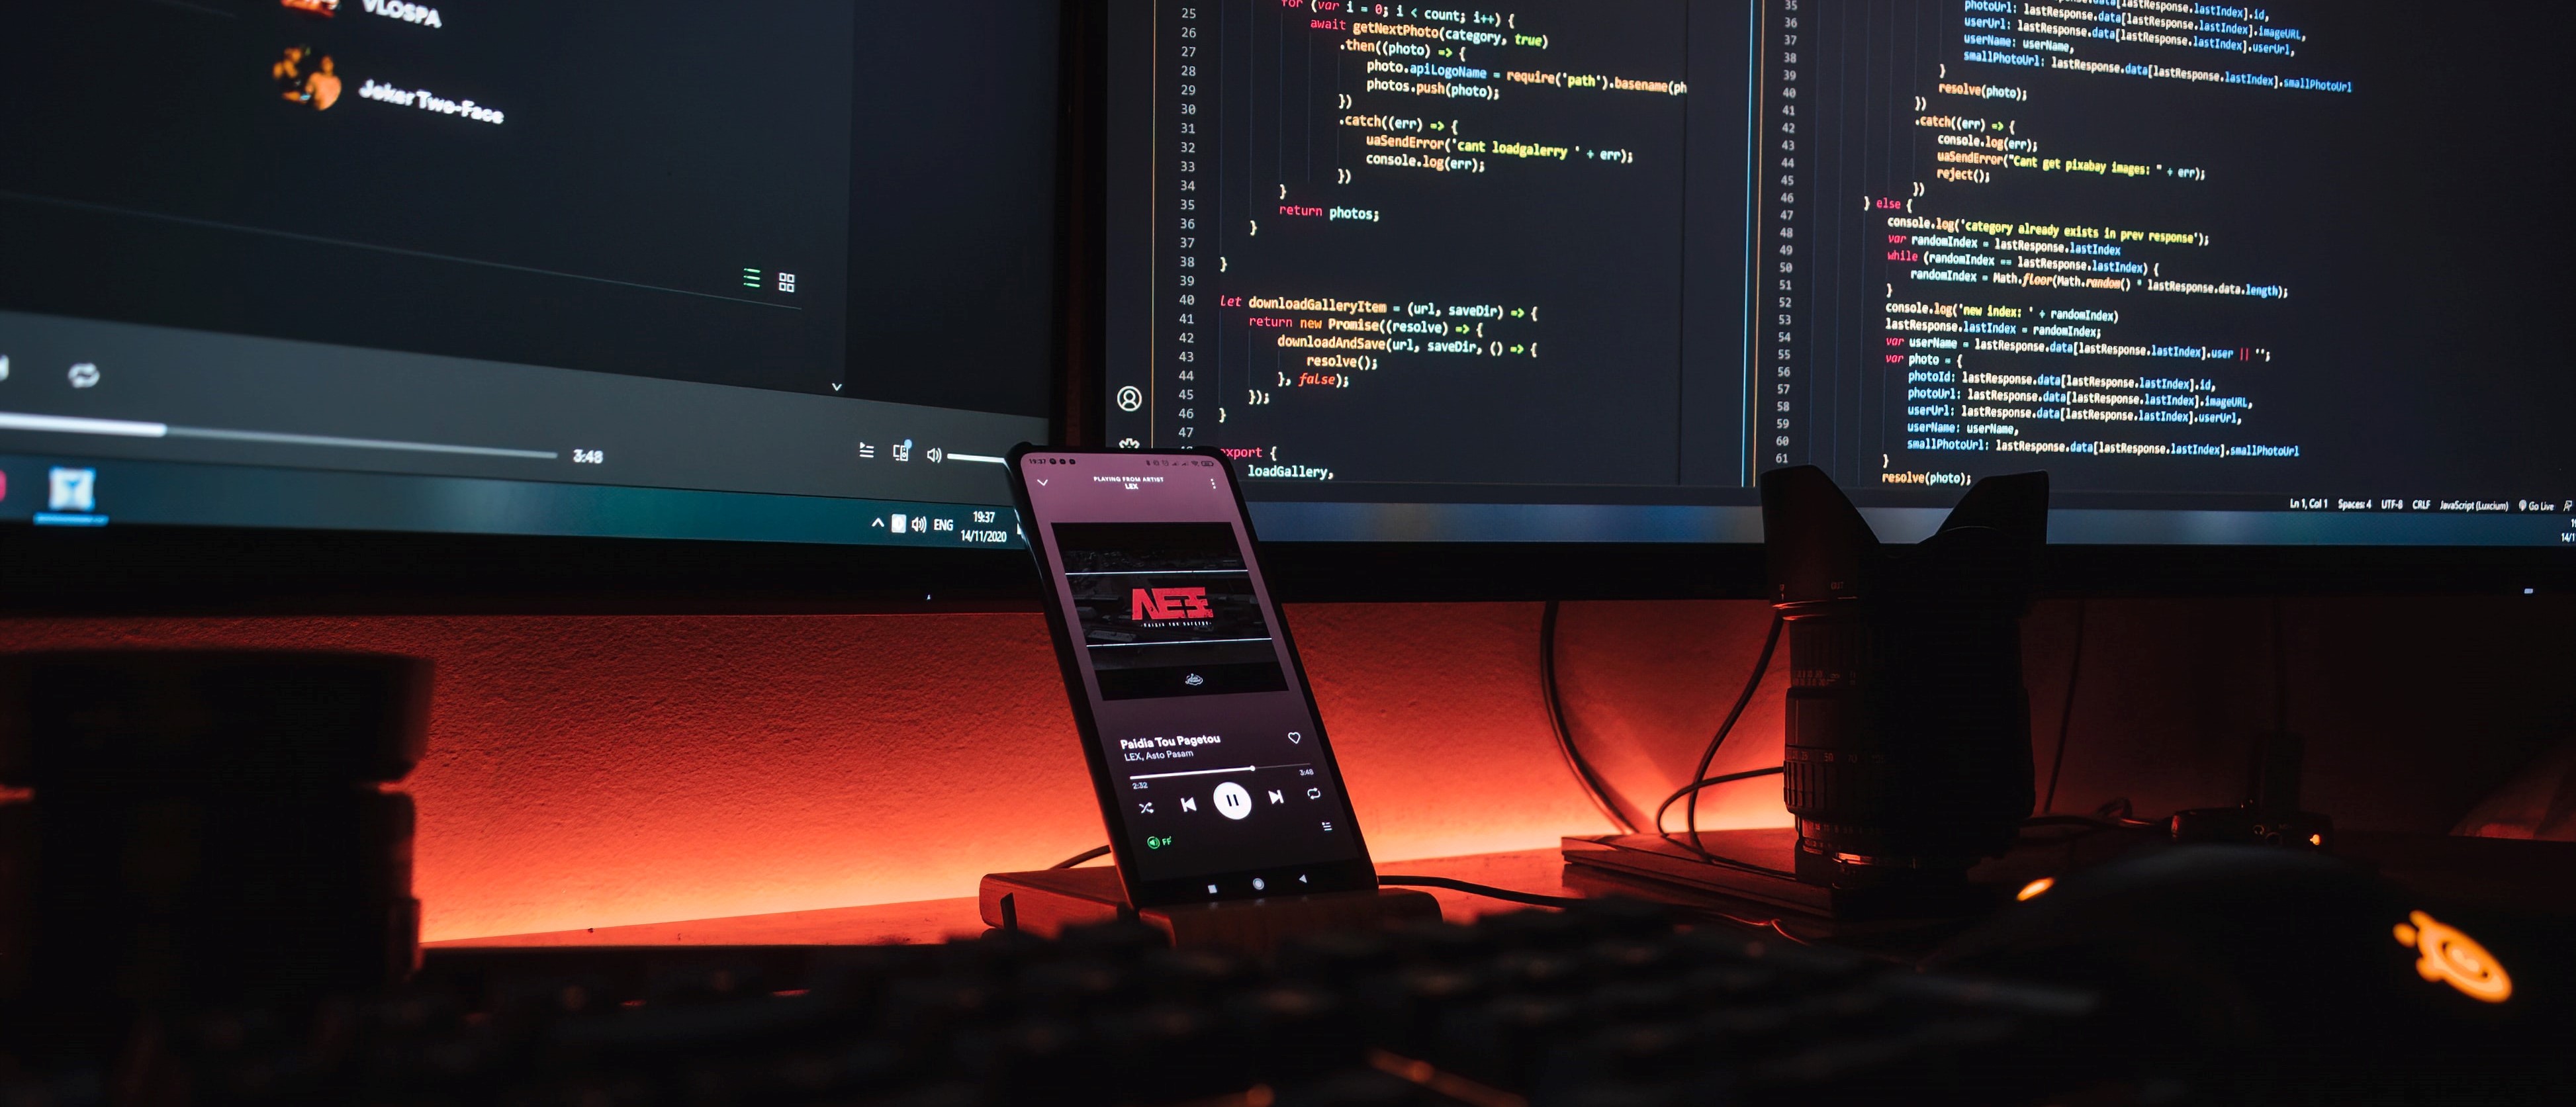 VLOSPA
Joker Two-Face
3:48
ENG
19:37
14/11/2020
25
for (var i = 0; i < count; i++) {
26
await getNextPhoto(category, true)
27
.then((photo) => {
28
photo.apiLogoName = require('path').basename(ph
29
photos.push(photo);
30
})
31
.catch((err) => {
32
uaSendError('cant loadgalerry ' + err);
33
console.log(err);
34
})
35
}
36
return photos;
37
}
38
}
39
40
let downloadGalleryItem = (url, saveDir) => {
41
return new Promise((resolve) => {
42
downloadAndSave(url, saveDir, () => {
43
resolve();
44
}, false);
45
});
46
}
47
export {
loadGallery,
35
photoUrl: lastResponse.data[lastResponse.lastIndex].id,
36
userUrl: lastResponse.data[lastResponse.lastIndex].imageURL,
37
userName: userName,
38
smallPhotoUrl: lastResponse.data[lastResponse.lastIndex].smallPhotoUrl
39
}
40
resolve(photo);
41
})
42
.catch((err) => {
43
console.log(err);
44
uaSendError("Cant get pixabay images: " + err);
45
reject();
46
})
47
} else {
48
console.log('category already exists in prev response');
49
var randomIndex = lastResponse.lastIndex
50
while (randomIndex == lastResponse.lastIndex) {
51
randomIndex = Math.floor(Math.random() * lastResponse.data.length);
52
}
53
console.log('new index: ' + randomIndex)
54
lastResponse.lastIndex = randomIndex;
55
var userName = lastResponse.data[lastResponse.lastIndex].user || '';
56
var photo = {
57
photoId: lastResponse.data[lastResponse.lastIndex].id,
58
photoUrl: lastResponse.data[lastResponse.lastIndex].imageURL,
59
userUrl: lastResponse.data[lastResponse.lastIndex].userUrl,
60
userName: userName,
61
smallPhotoUrl: lastResponse.data[lastResponse.lastIndex].smallPhotoUrl
}
resolve(photo);
Ln 1, Col 1 Spaces: 4 UTF-8 CRLF JavaScript (Luxcium) Go Live
19:37
PLAYING FROM ARTIST
LEX
Paidia Tou Pagetou
LEX, Asto Pasam
2:32
3:48
FF